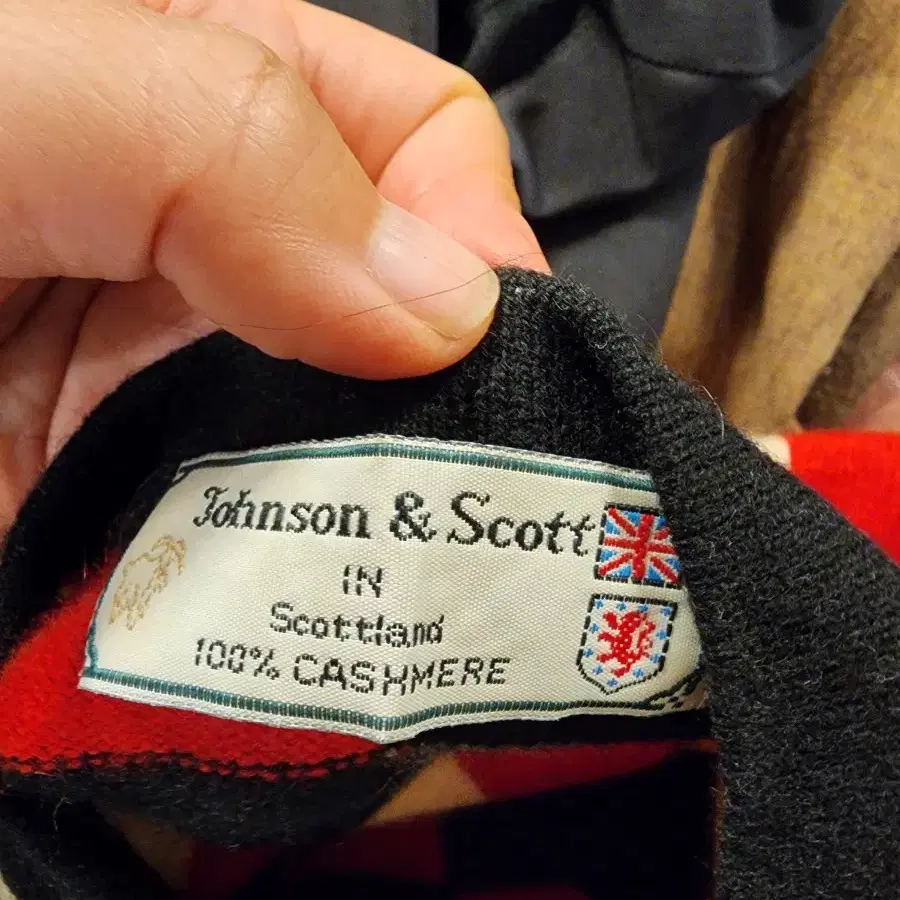 Johnson & Scott
IN
Scottland
100% CASHMERE